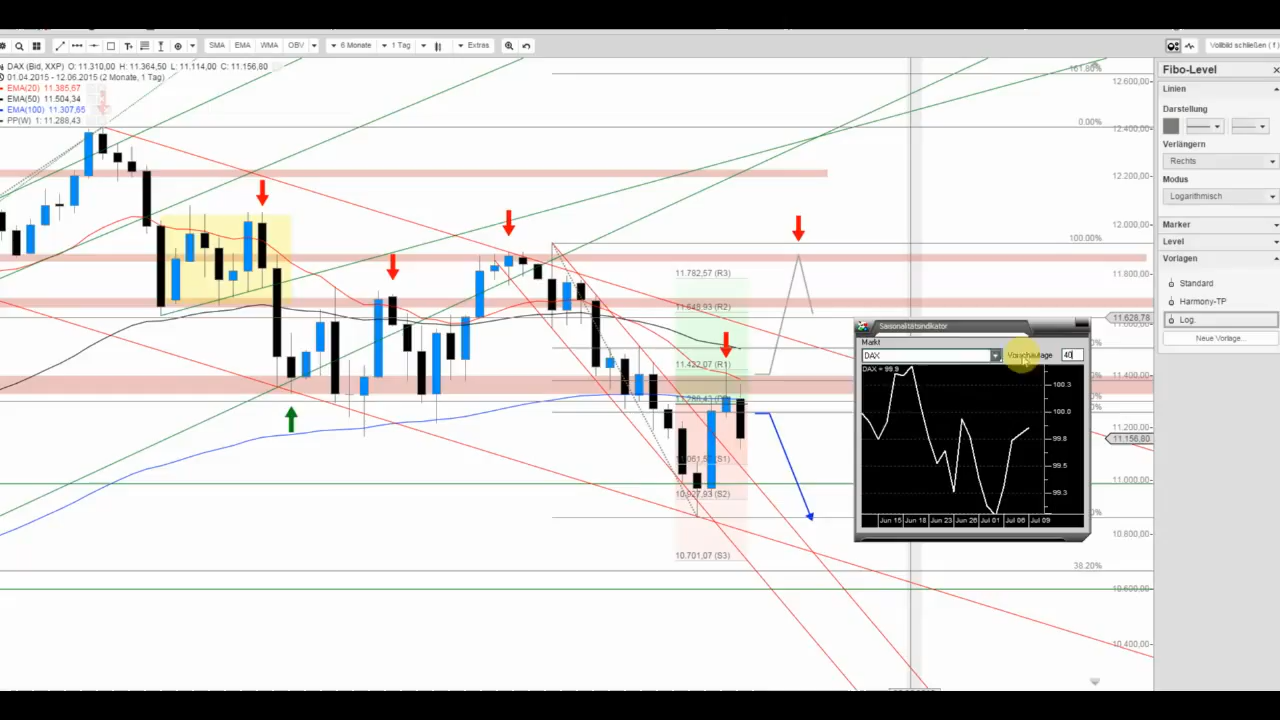 SMA EMA WMA OBV 6 Monate 1 Tag Extras Vollbild schließen ( f )
DAX (Bid, XXP) O: 11.310,00 H: 11.364,50 L: 11.114,00 C: 11.156,80
01.04.2015 - 12.06.2015 (2 Monate, 1 Tag)
EMA(20) 11.385,67
EMA(50) 11.504,34
EMA(100) 11.307,65
PP(W) 1: 11.288,43
161.80%
0.00%
100.00%
38.20%
11.782,57 (R3)
11.648,93 (R2)
11.422,07 (R1)
11.061,56 (S1)
10.927,93 (S2)
10.701,07 (S3)
12.600,00
12.400,00
12.200,00
12.000,00
11.800,00
11.628,78
11.600,00
11.400,00
11.200,00
11.156,80
11.000,00
10.800,00
10.600,00
10.400,00
Saisonalitätsindikator
Markt
DAX
Vorschautage 40
DAX = 99.9
100.3
100.0
99.8
99.5
99.3
Jun 15 Jun 18 Jun 23 Jun 26 Jul 01 Jul 06 Jul 09
Fibo-Level
Linien
Darstellung
Verlängern
Rechts
Modus
Logarithmisch
Marker
Level
Vorlagen
Standard
Harmony-TP
Log.
Neue Vorlage...